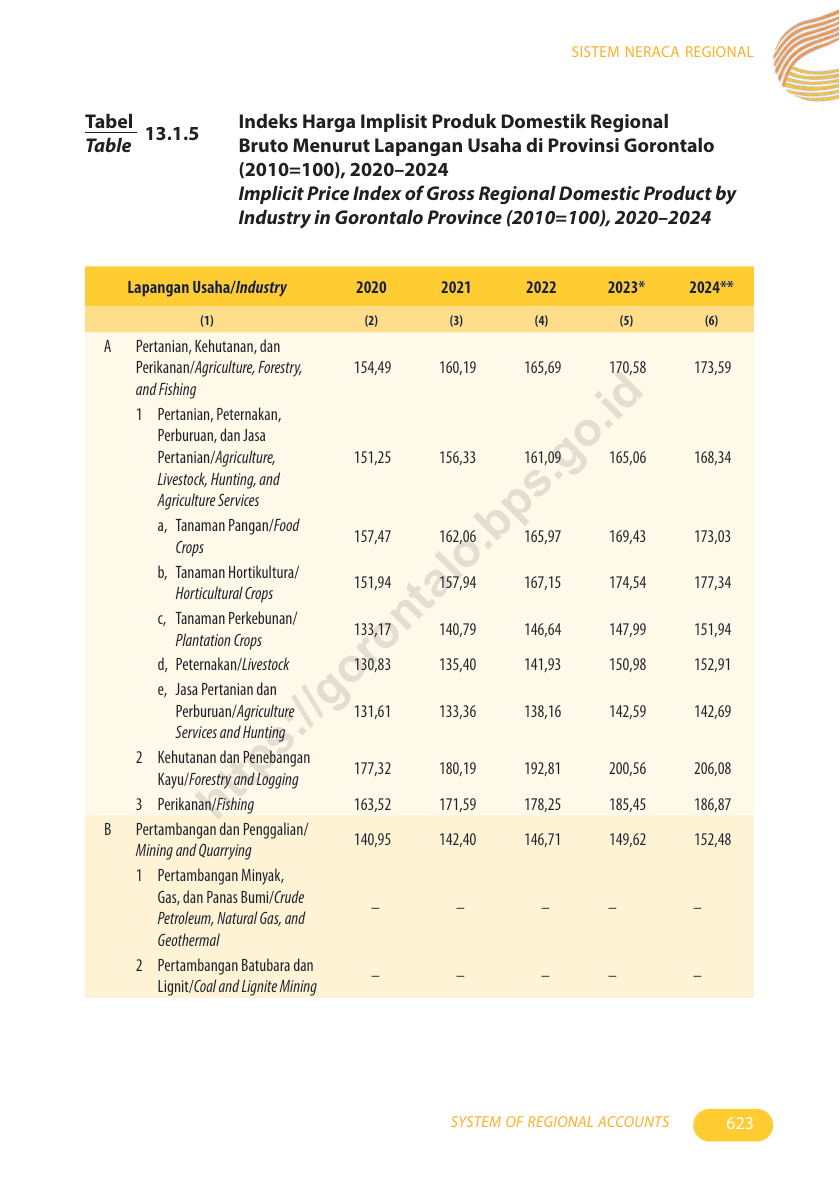 SISTEM NERACA REGIONAL
Tabel
Table
13.1.5
Indeks Harga Implisit Produk Domestik Regional
Bruto Menurut Lapangan Usaha di Provinsi Gorontalo
(2010=100), 2020–2024
Implicit Price Index of Gross Regional Domestic Product by
Industry in Gorontalo Province (2010=100), 2020–2024
Lapangan Usaha/Industry 2020 2021 2022 2023* 2024**
(1) (2) (3) (4) (5) (6)
A Pertanian, Kehutanan, dan
Perikanan/Agriculture, Forestry, 154,49 160,19 165,69 170,58 173,59
and Fishing
1 Pertanian, Peternakan,
Perburuan, dan Jasa
Pertanian/Agriculture, 151,25 156,33 161,09 165,06 168,34
Livestock, Hunting, and
Agriculture Services
a, Tanaman Pangan/Food
Crops 157,47 162,06 165,97 169,43 173,03
b, Tanaman Hortikultura/
Horticultural Crops 151,94 157,94 167,15 174,54 177,34
c, Tanaman Perkebunan/
Plantation Crops 133,17 140,79 146,64 147,99 151,94
d, Peternakan/Livestock 130,83 135,40 141,93 150,98 152,91
e, Jasa Pertanian dan
Perburuan/Agriculture 131,61 133,36 138,16 142,59 142,69
Services and Hunting
2 Kehutanan dan Penebangan
Kayu/Forestry and Logging 177,32 180,19 192,81 200,56 206,08
3 Perikanan/Fishing 163,52 171,59 178,25 185,45 186,87
B Pertambangan dan Penggalian/
Mining and Quarrying 140,95 142,40 146,71 149,62 152,48
1 Pertambangan Minyak,
Gas, dan Panas Bumi/Crude
Petroleum, Natural Gas, and – – – – –
Geothermal
2 Pertambangan Batubara dan
Lignit/Coal and Lignite Mining – – – – –
https://gorontalo.bps.go.id
SYSTEM OF REGIONAL ACCOUNTS 623